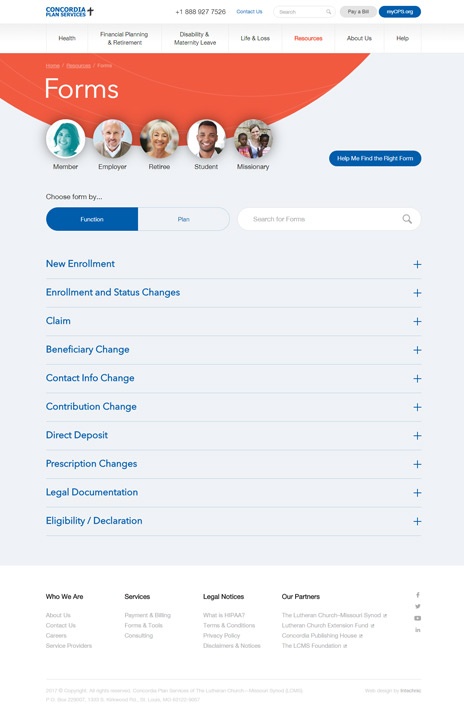 CONCORDIA
PLAN SERVICES
+1 888 927 7526
Contact Us
Search
Pay a Bill
myCPS.org
Health
Financial Planning
& Retirement
Disability &
Maternity Leave
Life & Loss
Resources
About Us
Help
Home / Resources / Forms
Forms
Member
Employer
Retiree
Student
Missionary
Help Me Find the Right Form
Choose form by...
Function
Plan
Search for Forms
New Enrollment
Enrollment and Status Changes
Claim
Beneficiary Change
Contact Info Change
Contribution Change
Direct Deposit
Prescription Changes
Legal Documentation
Eligibility / Declaration
Who We Are
About Us
Contact Us
Careers
Service Providers
Services
Payment & Billing
Forms & Tools
Consulting
Legal Notices
What is HIPAA?
Terms & Conditions
Privacy Policy
Disclaimers & Notices
Our Partners
The Lutheran Church–Missouri Synod
Lutheran Church Extend Fund
Concordia Publishing House
The LCMS Foundation
2017 © Copyright. All rights reserved. Concordia Plan Services of The Lutheran Church – Missouri Synod (LCMS).
P.O. Box 229007, 1333 S. Kirkwood Rd., St. Louis, MO 63122-9007
Web design by